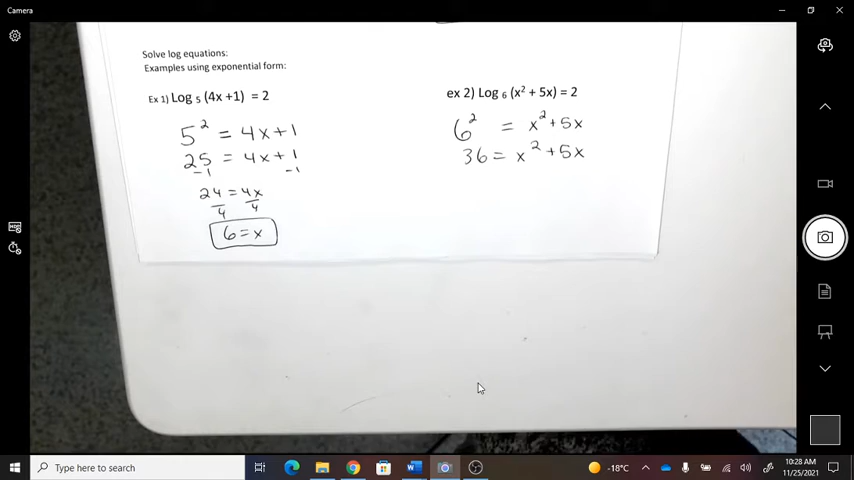 Camera
Solve log equations:
Examples using exponential form:
Ex 1) Log 5 (4x +1) = 2
5² = 4x+1
25 = 4x+1
-1 -1
24 = 4x
4 4
6 = x
ex 2) Log 6 (x² + 5x) = 2
6² = x² + 5x
36 = x² + 5x
Type here to search
-18°C
10:28 AM
11/25/2021